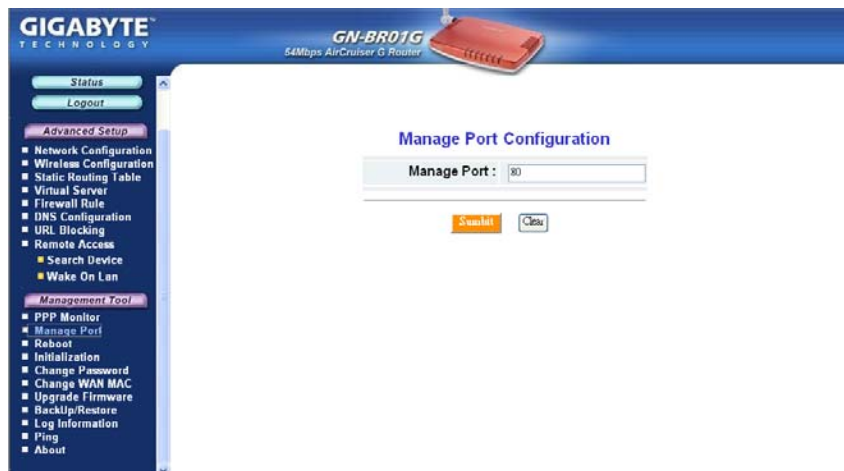 GIGABYTE™
TECHNOLOGY
GN-BR01G
54Mbps AirCruiser G Router
Status
Logout
Advanced Setup
Network Configuration
Wireless Configuration
Static Routing Table
Virtual Server
Firewall Rule
DNS Configuration
URL Blocking
Remote Access
Search Device
Wake On Lan
Management Tool
PPP Monitor
Manage Port
Reboot
Initialization
Change Password
Change WAN MAC
Upgrade Firmware
BackUp/Restore
Log Information
Ping
About
Manage Port Configuration
Manage Port : 80
Sumbit Clear